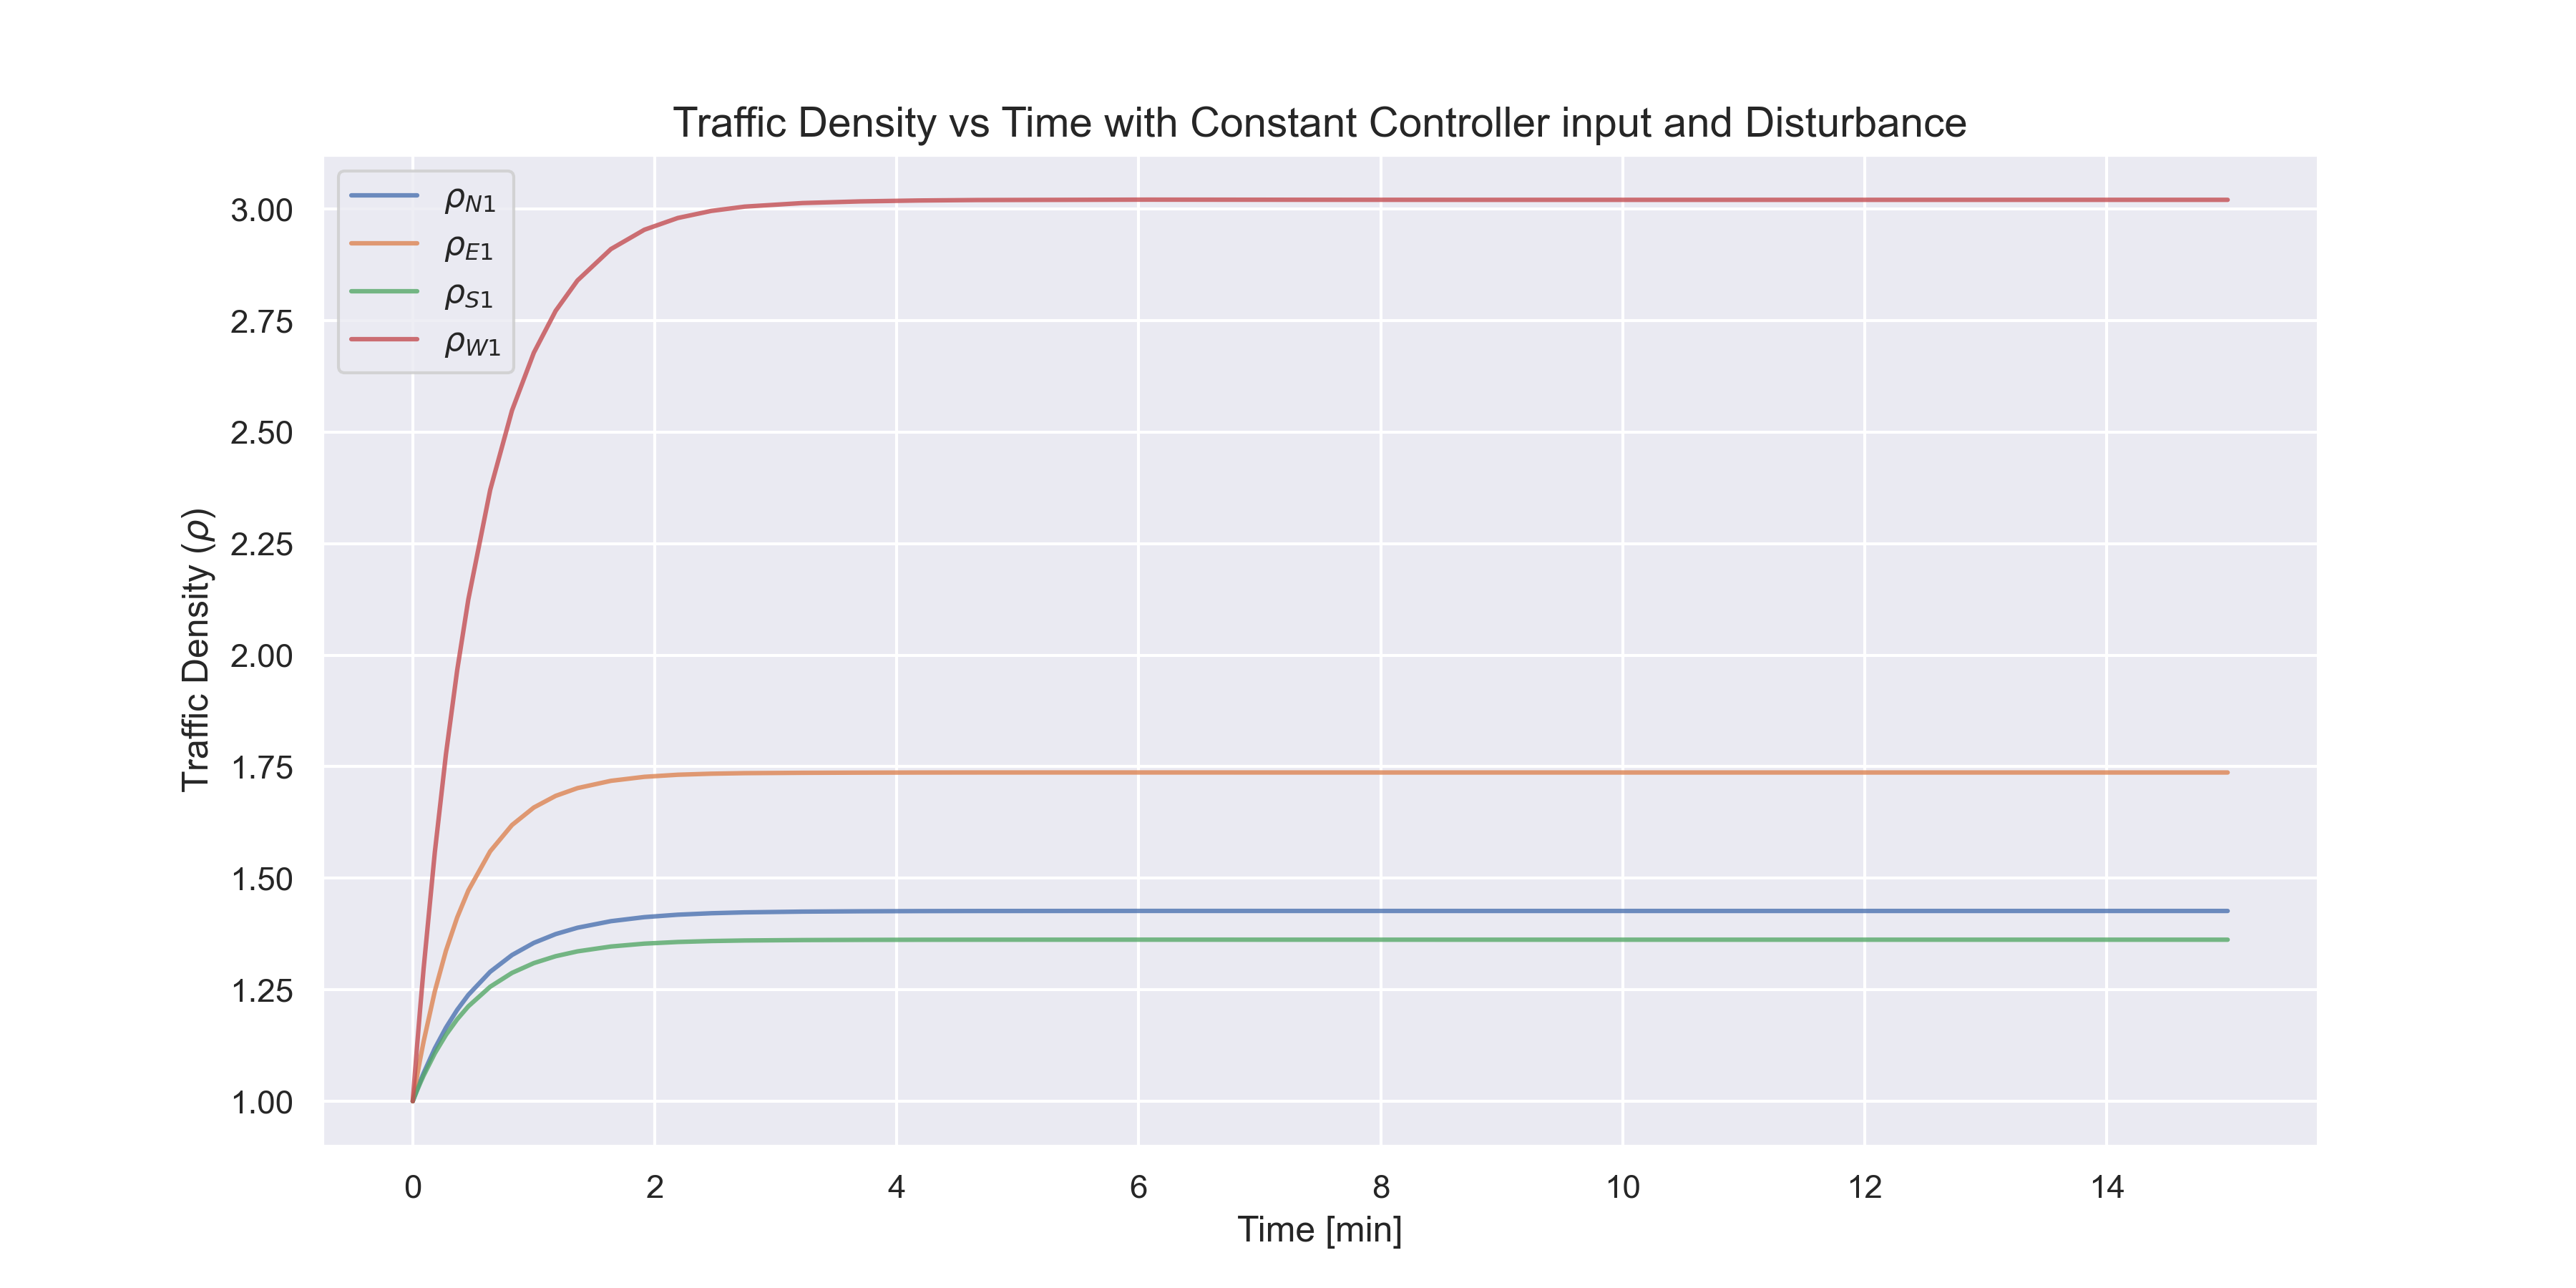 Traffic Density vs Time with Constant Controller input and Disturbance
ρN1
ρE1
ρS1
ρW1
Traffic Density (ρ)
3.00
2.75
2.50
2.25
2.00
1.75
1.50
1.25
1.00
0 2 4 6 8 10 12 14
Time [min]